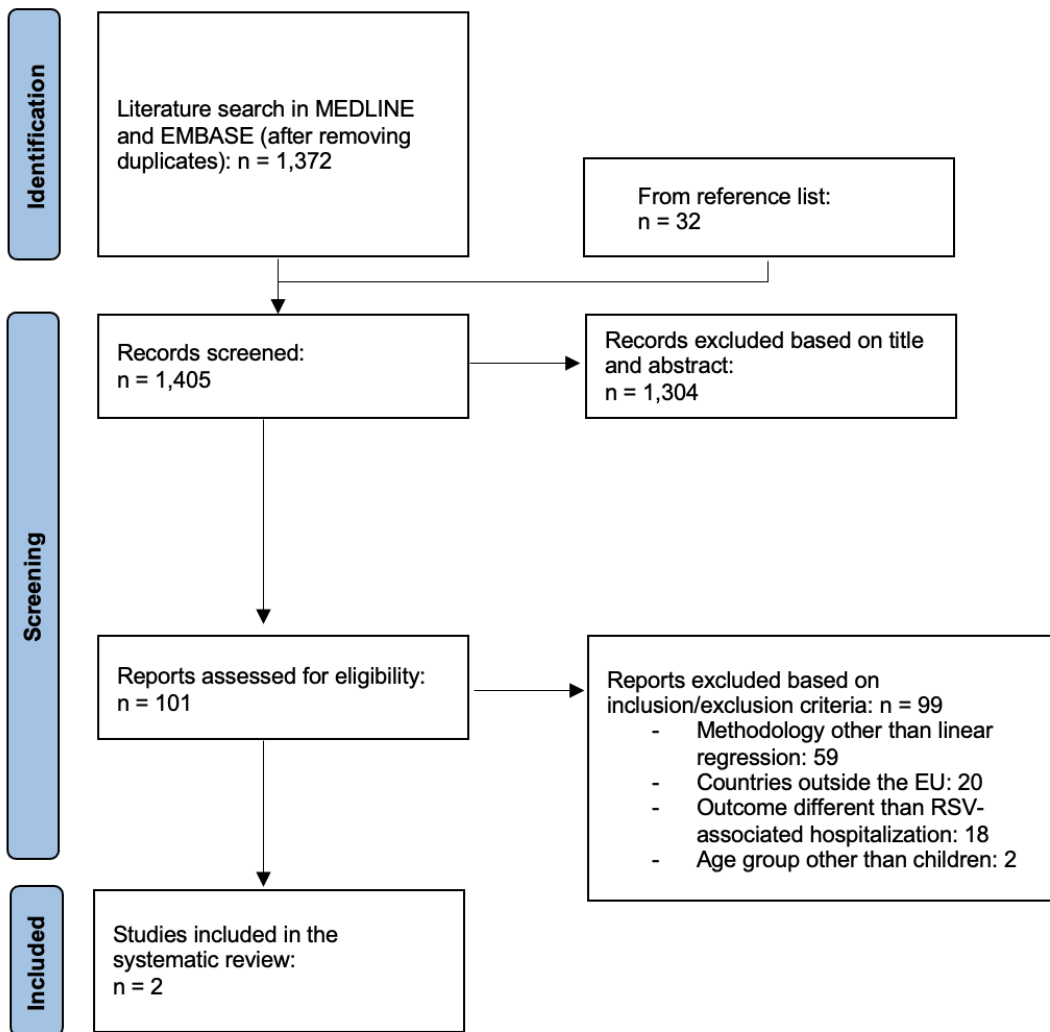 Identification
Literature search in MEDLINE
and EMBASE (after removing
duplicates): n = 1,372
From reference list:
n = 32
Screening
Records screened:
n = 1,405
Records excluded based on title
and abstract:
n = 1,304
Reports assessed for eligibility:
n = 101
Reports excluded based on
inclusion/exclusion criteria: n = 99
- Methodology other than linear
regression: 59
- Countries outside the EU: 20
- Outcome different than RSV-
associated hospitalization: 18
- Age group other than children: 2
Included
Studies included in the
systematic review:
n = 2